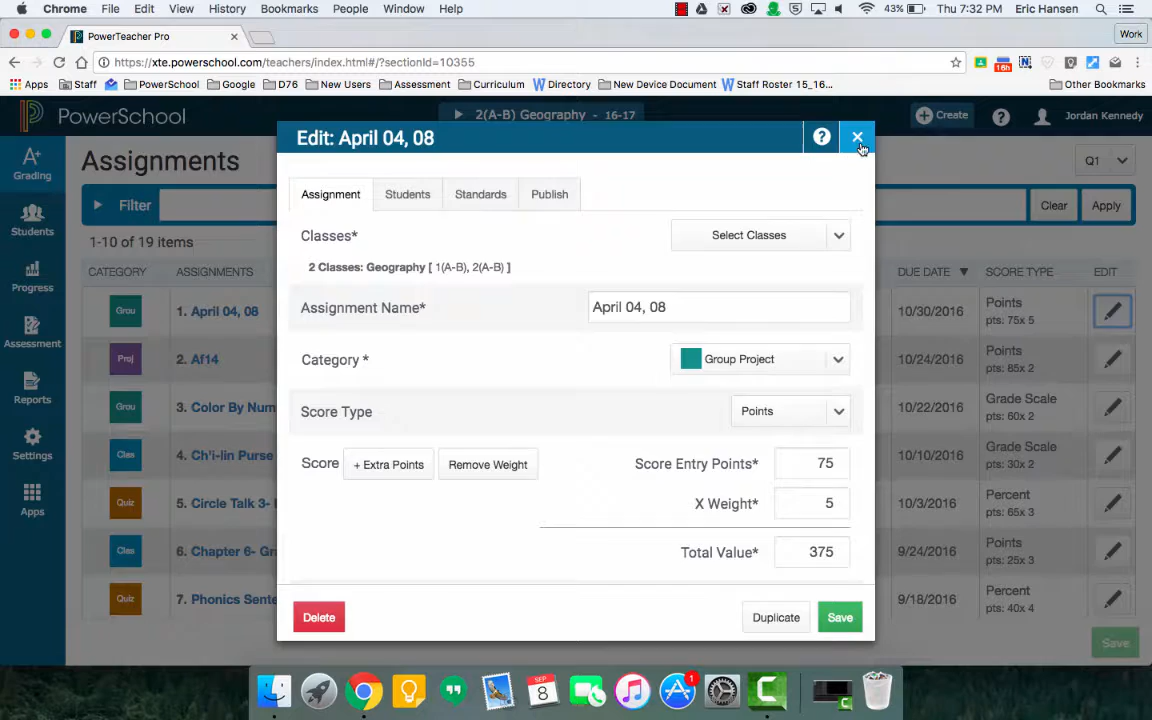 Chrome File Edit View History Bookmarks People Window Help 43% Thu 7:32 PM Eric Hansen
PowerTeacher Pro Work
https://xte.powerschool.com/teachers/index.html#/?sectionId=10355
Apps Staff PowerSchool Google D76 New Users Assessment Curriculum Directory New Device Document Staff Roster 15_16... Other Bookmarks
PowerSchool 2(A-B) Geography - 16-17 Create Jordan Kennedy
Edit: April 04, 08
A+
Grading
Students
Progress
Assessment
Reports
Settings
Apps
Assignments Q1
Filter Clear Apply
1-10 of 19 items
CATEGORY ASSIGNMENTS DUE DATE SCORE TYPE EDIT
Grou 1. April 04, 08 10/30/2016 Points
pts: 75x 5
Proj 2. Af14 10/24/2016 Points
pts: 85x 2
Grou 3. Color By Num 10/22/2016 Grade Scale
pts: 60x 2
Clas 4. Ch'i-lin Purse 10/10/2016 Grade Scale
pts: 30x 2
Quiz 5. Circle Talk 3- 10/3/2016 Percent
pts: 65x 3
Clas 6. Chapter 6- Gr 9/24/2016 Points
pts: 25x 3
Quiz 7. Phonics Sente 9/18/2016 Percent
pts: 40x 4
Save
Assignment Students Standards Publish
Classes* Select Classes
2 Classes: Geography [ 1(A-B), 2(A-B) ]
Assignment Name* April 04, 08
Category * Group Project
Score Type Points
Score + Extra Points Remove Weight Score Entry Points* 75
X Weight* 5
Total Value* 375
Delete Duplicate Save
SEP
8
1